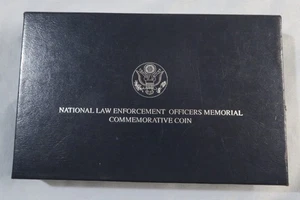 NATIONAL LAW ENFORCEMENT OFFICERS MEMORIAL
COMMEMORATIVE COIN